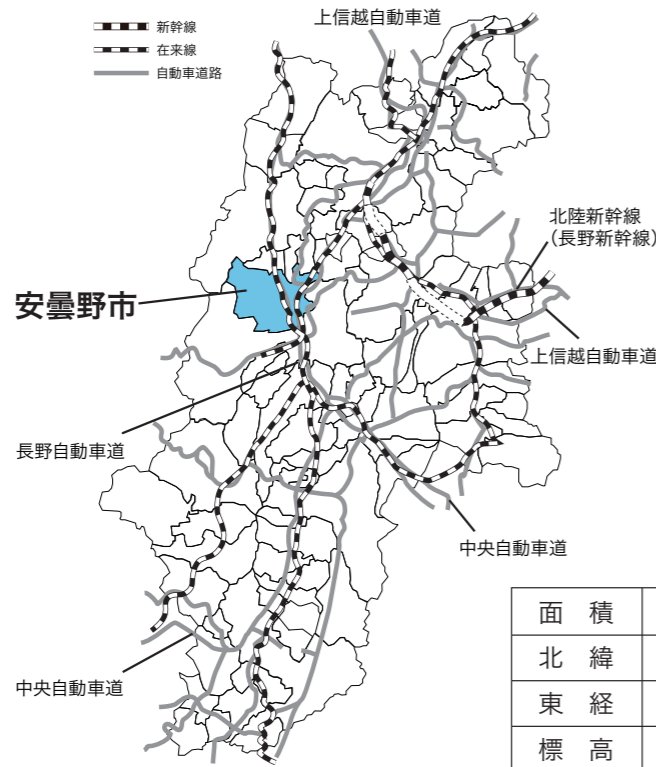 新幹線
在来線
自動車道路
上信越自動車道
北陸新幹線
（長野新幹線）
安曇野市
上信越自動車道
長野自動車道
中央自動車道
中央自動車道
面積
北緯
東経
標高